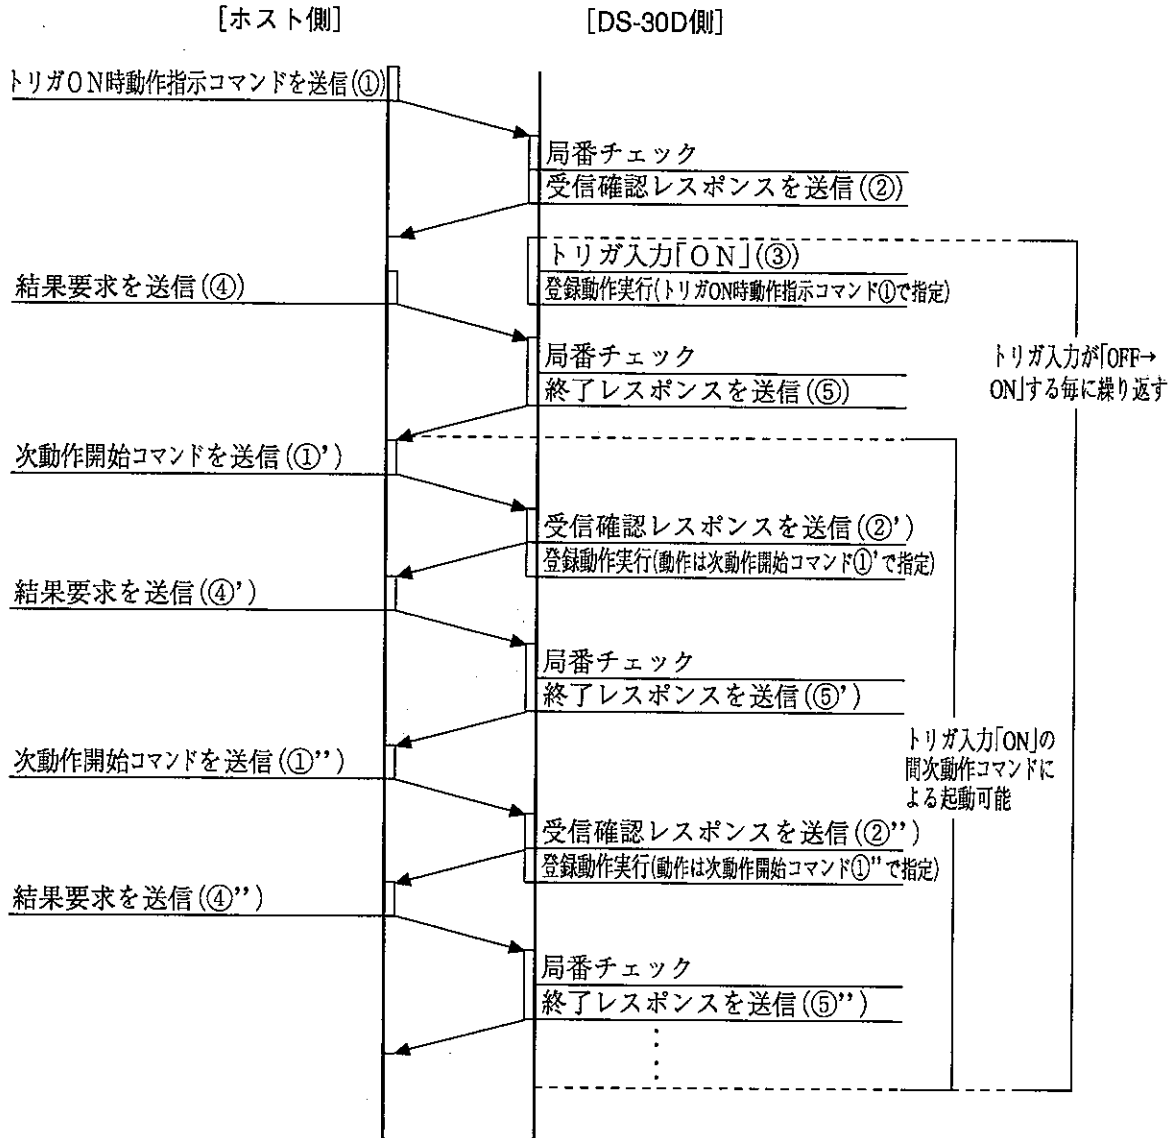 [ホスト側]
[DS-30D側]
トリガON時動作指示コマンドを送信(①)
局番チェック
受信確認レスポンスを送信(②)
トリガ入力「ON」(③)
結果要求を送信(④)
登録動作実行(トリガON時動作指示コマンド①で指定)
局番チェック
終了レスポンスを送信(⑤)
トリガ入力が「OFF→
ON」する毎に繰り返す
次動作開始コマンドを送信(①')
受信確認レスポンスを送信(②')
登録動作実行(動作は次動作開始コマンド①'で指定)
結果要求を送信(④')
局番チェック
終了レスポンスを送信(⑤')
トリガ入力「ON」の
間次動作コマンドに
よる起動可能
次動作開始コマンドを送信(①'')
受信確認レスポンスを送信(②'')
登録動作実行(動作は次動作開始コマンド①''で指定)
結果要求を送信(④'')
局番チェック
終了レスポンスを送信(⑤'')